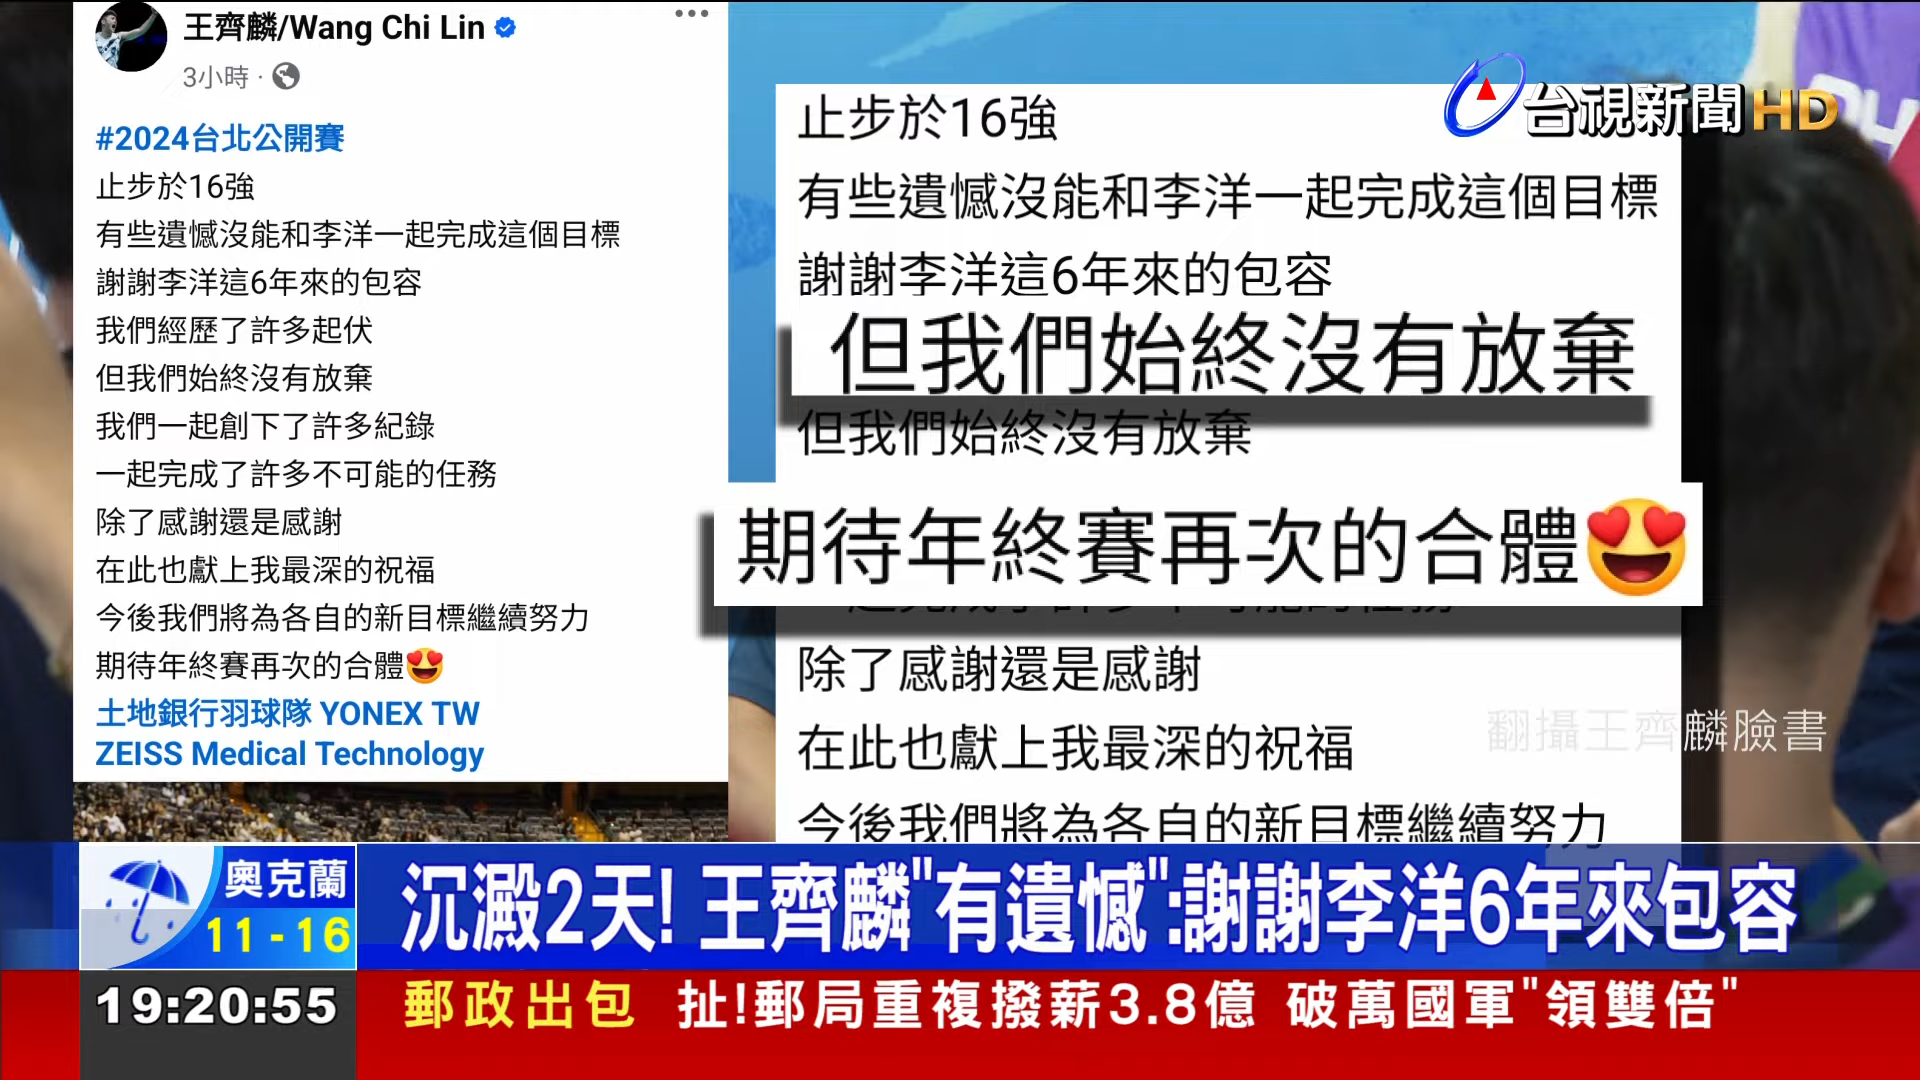 王齊麟/Wang Chi Lin
3小時 ·
#2024台北公開賽
止步於16強
有些遺憾沒能和李洋一起完成這個目標
謝謝李洋這6年來的包容
我們經歷了許多起伏
但我們始終沒有放棄
我們一起創下了許多紀錄
一起完成了許多不可能的任務
除了感謝還是感謝
在此也獻上我最深的祝福
今後我們將為各自的新目標繼續努力
期待年終賽再次的合體😍
土地銀行羽球隊 YONEX TW
ZEISS Medical Technology
台視新聞HD
止步於16強
有些遺憾沒能和李洋一起完成這個目標
謝謝李洋這6年來的包容
但我們始終沒有放棄
但我們始終沒有放棄
期待年終賽再次的合體😍
除了感謝還是感謝
在此也獻上我最深的祝福
今後我們將為各自的新目標繼續努力
翻攝王齊麟臉書
奧克蘭
11-16
沉澱2天! 王齊麟"有遺憾":謝謝李洋6年來包容
19:20:55
郵政出包 扯!郵局重複撥薪3.8億 破萬國軍"領雙倍"